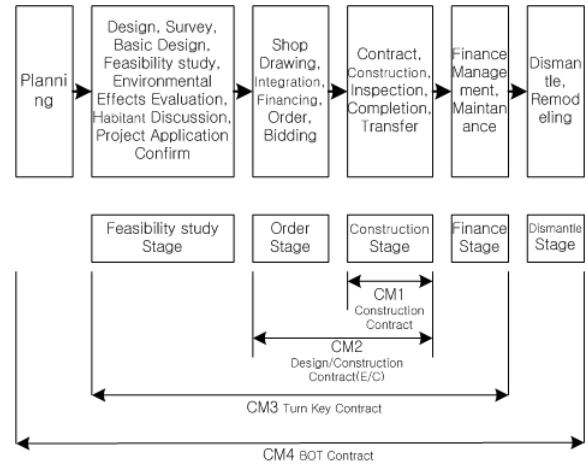 Planni
ng
Design, Survey,
Basic Design,
Feasibility study,
Environmental
Effects Evaluation,
Habitant Discussion,
Project Application
Confirm
Shop
Drawing,
Integration,
Financing,
Order,
Bidding
Contract,
Construction,
Inspection,
Completion,
Transfer
Finance
Manage
ment,
Maintan
ance
Disman
tle,
Remod
eling
Feasibility study
Stage
Order
Stage
Construction
Stage
Finance
Stage
Dismantle
Stage
CM1
Construction
Contract
CM2
Design/Construction
Contract(E/C)
CM3 Turn Key Contract
CM4 BOT Contract